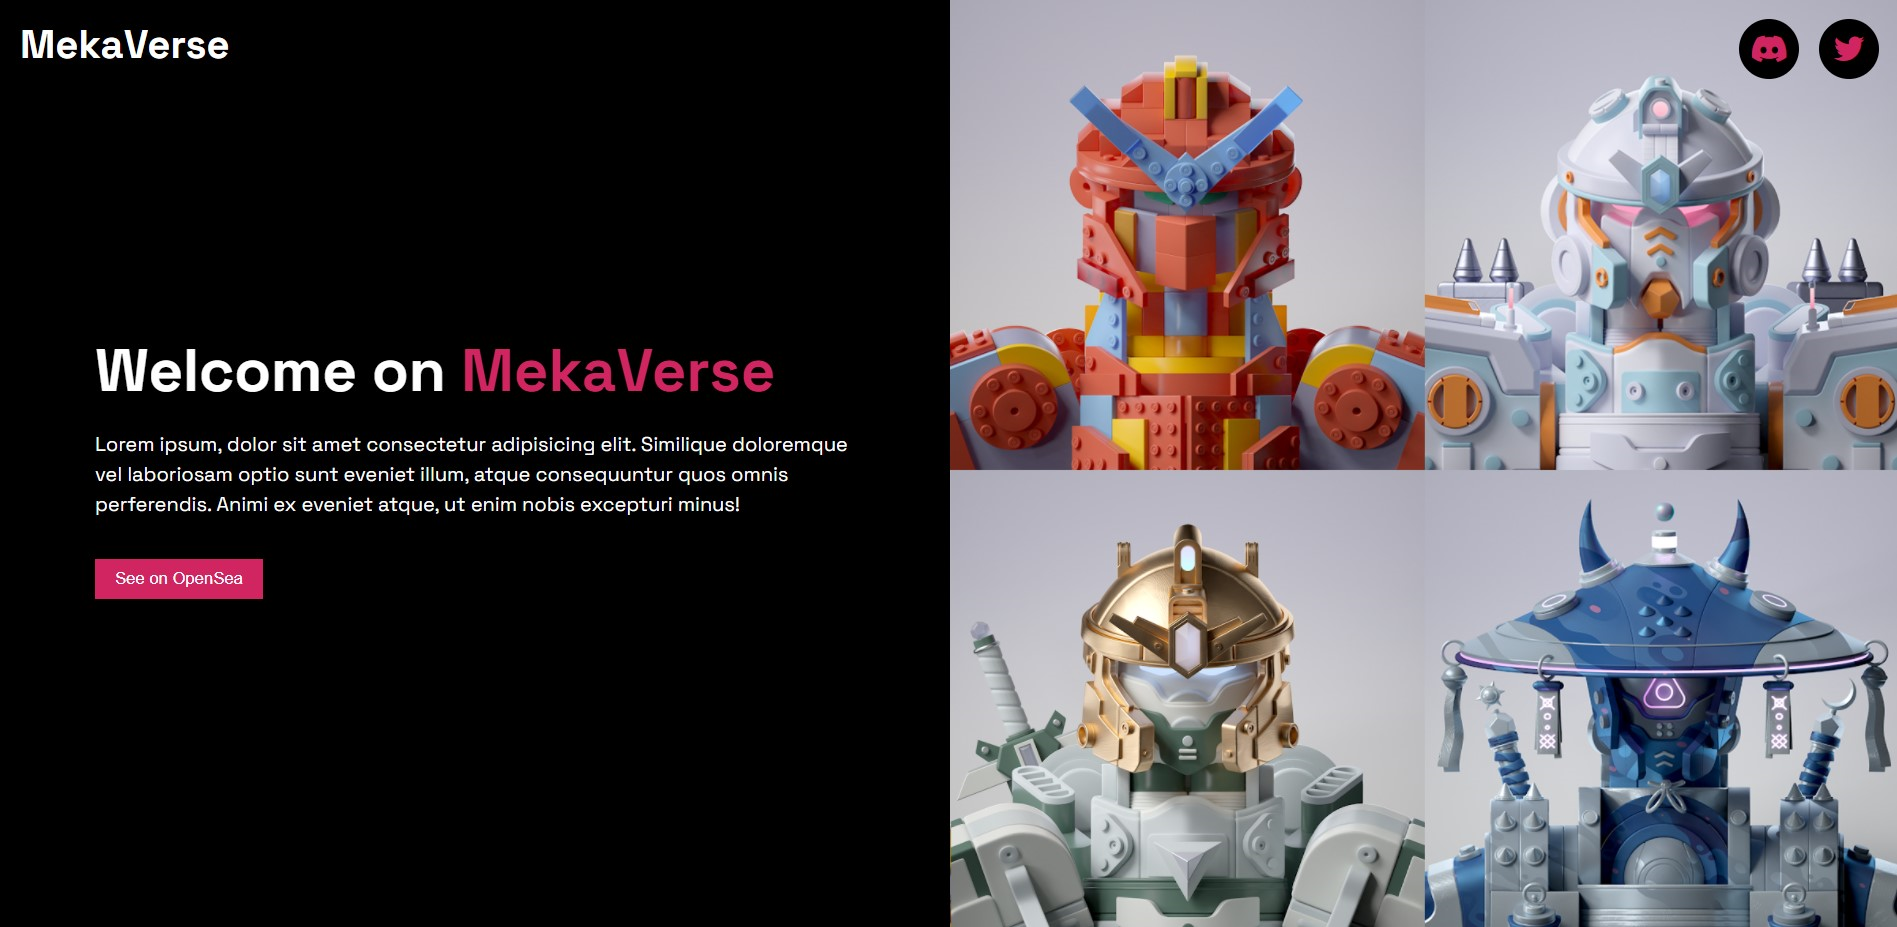 MekaVerse
Welcome on MekaVerse
Lorem ipsum, dolor sit amet consectetur adipisicing elit. Similique doloremque
vel laboriosam optio sunt eveniet illum, atque consequuntur quos omnis
perferendis. Animi ex eveniet atque, ut enim nobis excepturi minus!
See on OpenSea